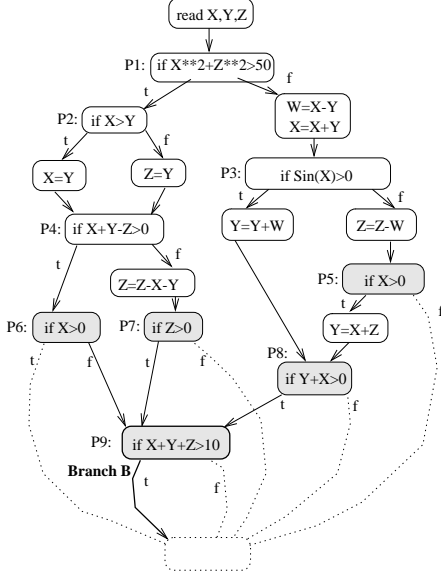 read X,Y,Z
P1: if X**2+Z**2>50
t f
P2: if X>Y
W=X-Y
X=X+Y
t f
X=Y
Z=Y
P3: if Sin(X)>0
t f
P4: if X+Y-Z>0
Y=Y+W
Z=Z-W
t f
Z=Z-X-Y
P5: if X>0
t f
P6: if X>0
P7: if Z>0
Y=X+Z
t f t f
P8:
if Y+X>0
t f
P9: if X+Y+Z>10
Branch B t f